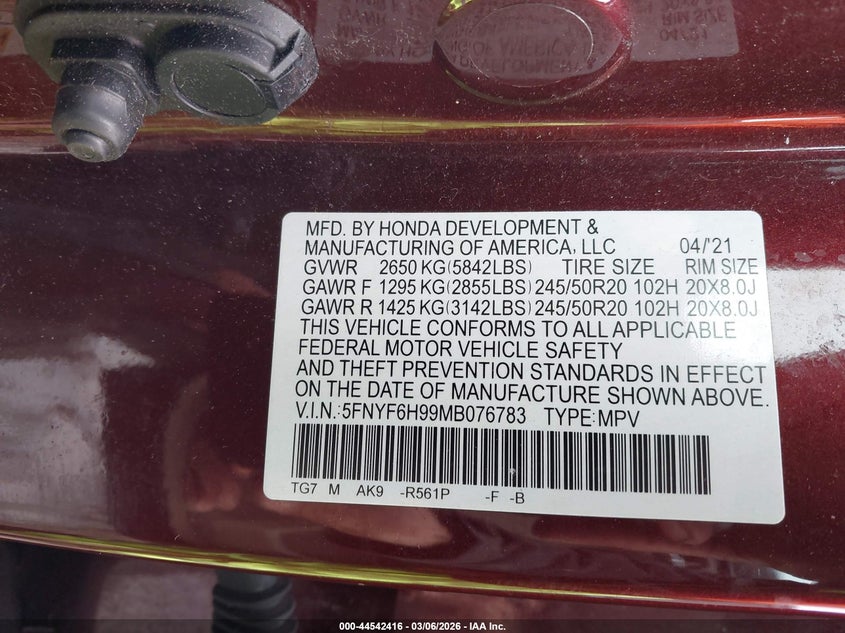 MFD. BY HONDA DEVELOPMENT &
MANUFACTURING OF AMERICA, LLC 04/'21
GVWR 2650 KG(5842LBS) TIRE SIZE RIM SIZE
GAWR F 1295 KG(2855LBS) 245/50R20 102H 20X8.0J
GAWR R 1425 KG(3142LBS) 245/50R20 102H 20X8.0J
THIS VEHICLE CONFORMS TO ALL APPLICABLE
FEDERAL MOTOR VEHICLE SAFETY
AND THEFT PREVENTION STANDARDS IN EFFECT
ON THE DATE OF MANUFACTURE SHOWN ABOVE.
V.I.N.:5FNYF6H99MB076783 TYPE:MPV
TG7 M AK9 -R561P -F -B
000-44542416 - 03/06/2026 - IAA Inc.